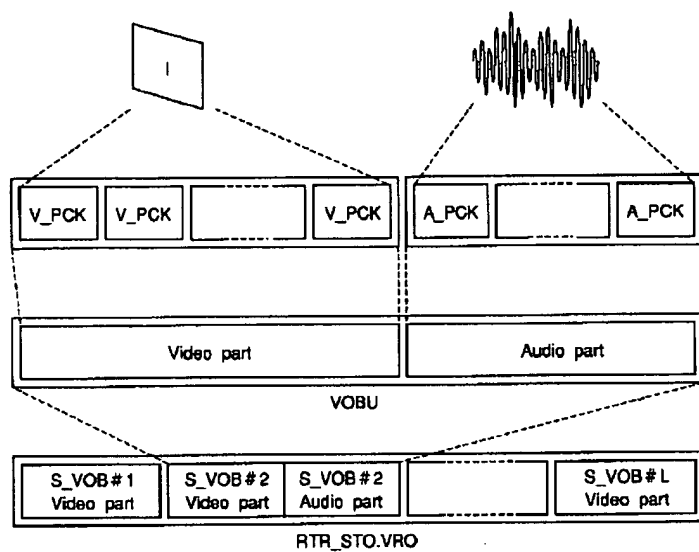 I
V_PCK V_PCK V_PCK A_PCK A_PCK
Video part Audio part
VOBU
S_VOB#1 S_VOB#2 S_VOB#2 S_VOB#L
Video part Video part Audio part Video part
RTR_STO.VRO